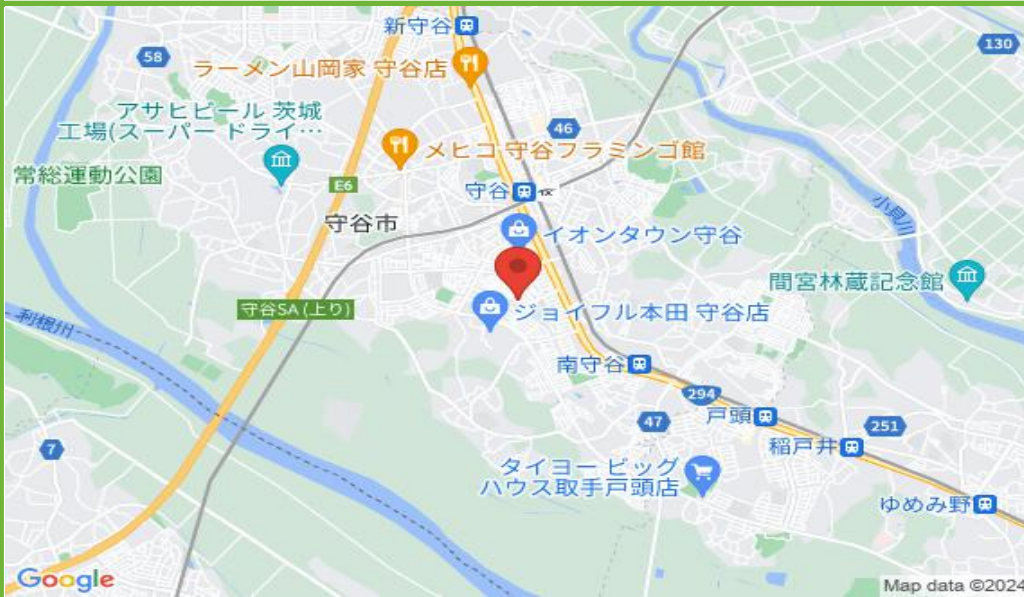 新守谷
58
130
ラーメン山岡家 守谷店
アサヒビール 茨城
工場(スーパー ドライ…
46
メヒコ 守谷フラミンゴ館
常総運動公園
E6
守谷
守谷市
小貝川
イオンタウン守谷
間宮林蔵記念館
守谷SA (上り)
ジョイフル本田 守谷店
利根川
南守谷
294
戸頭
47
251
稲戸井
7
タイヨー ビッグ
ハウス取手戸頭店
ゆめみ野
Google
Map data ©2024